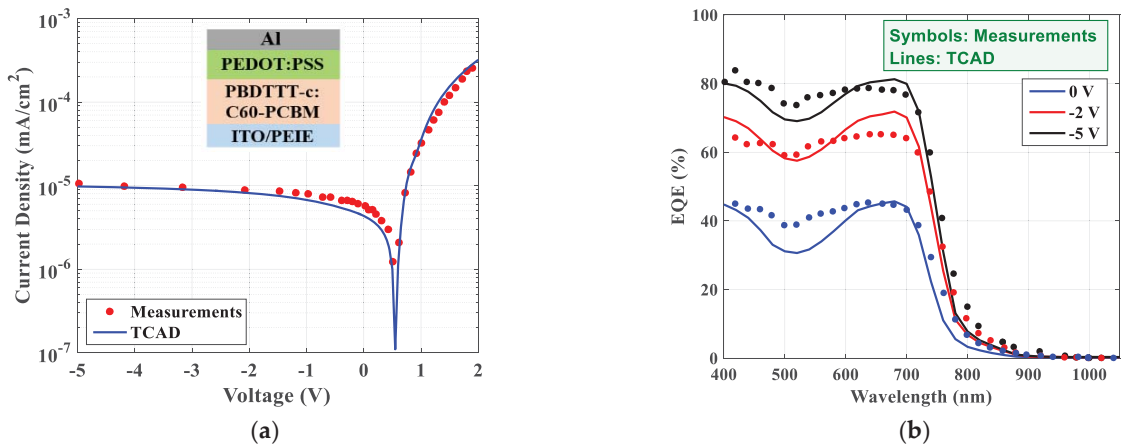 10^-3
10^-4
10^-5
10^-6
10^-7
Current Density (mA/cm^2)
Al
PEDOT:PSS
PBDTTT-c:
C60-PCBM
ITO/PEIE
Measurements
TCAD
-5 -4 -3 -2 -1 0 1 2
Voltage (V)
(a)
100
80
60
40
20
0
EQE (%)
Symbols: Measurements
Lines: TCAD
0 V
-2 V
-5 V
400 500 600 700 800 900 1000
Wavelength (nm)
(b)